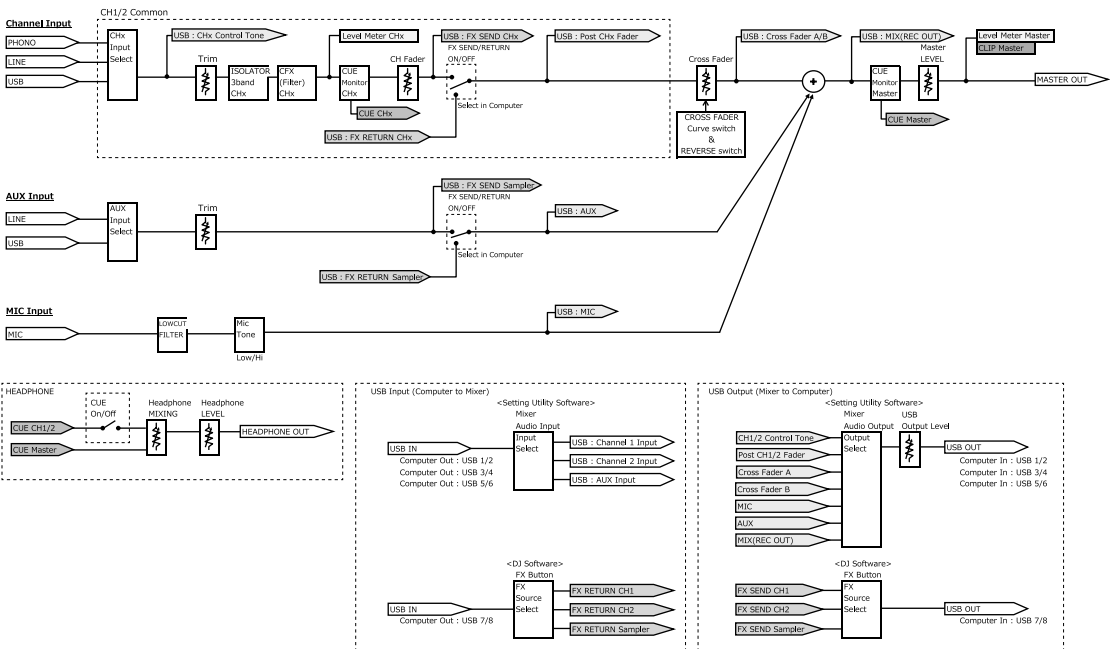 CH1/2 Common
Channel Input
PHONO
LINE
USB
CHx
Input
Select
USB : CHx Control Tone
Trim
ISOLATOR
3band
CHx
CFX
(Filter)
CHx
Level Meter CHx
CUE
Monitor
CHx
CUE CHx
CH Fader
USB : FX SEND CHx
FX SEND/RETURN
ON/OFF
Select in Computer
USB : FX RETURN CHx
USB : Post CHx Fader
Cross Fader
CROSS FADER
Curve switch
&
REVERSE switch
USB : Cross Fader A/B
USB : MIX(REC OUT)
CUE
Monitor
Master
CUE Master
Master
LEVEL
Level Meter Master
CLIP Master
MASTER OUT
AUX Input
LINE
USB
AUX
Input
Select
Trim
USB : FX SEND Sampler
FX SEND/RETURN
ON/OFF
Select in Computer
USB : FX RETURN Sampler
USB : AUX
MIC Input
MIC
LOWCUT
FILTER
Mic
Tone
Low/Hi
USB : MIC
HEADPHONE
CUE
On/Off
Headphone
MIXING
Headphone
LEVEL
CUE CH1/2
CUE Master
HEADPHONE OUT
USB Input (Computer to Mixer)
<Setting Utility Software>
Mixer
Audio Input
Input
Select
USB IN
Computer Out : USB 1/2
Computer Out : USB 3/4
Computer Out : USB 5/6
USB : Channel 1 Input
USB : Channel 2 Input
USB : AUX Input
<DJ Software>
FX Button
FX
Source
Select
USB IN
Computer Out : USB 7/8
FX RETURN CH1
FX RETURN CH2
FX RETURN Sampler
USB Output (Mixer to Computer)
<Setting Utility Software>
Mixer
Audio Output
Output
Select
USB
Output Level
CH1/2 Control Tone
Post CH1/2 Fader
Cross Fader A
Cross Fader B
MIC
AUX
MIX(REC OUT)
USB OUT
Computer In : USB 1/2
Computer In : USB 3/4
Computer In : USB 5/6
<DJ Software>
FX Button
FX
Source
Select
FX SEND CH1
FX SEND CH2
FX SEND Sampler
USB OUT
Computer In : USB 7/8